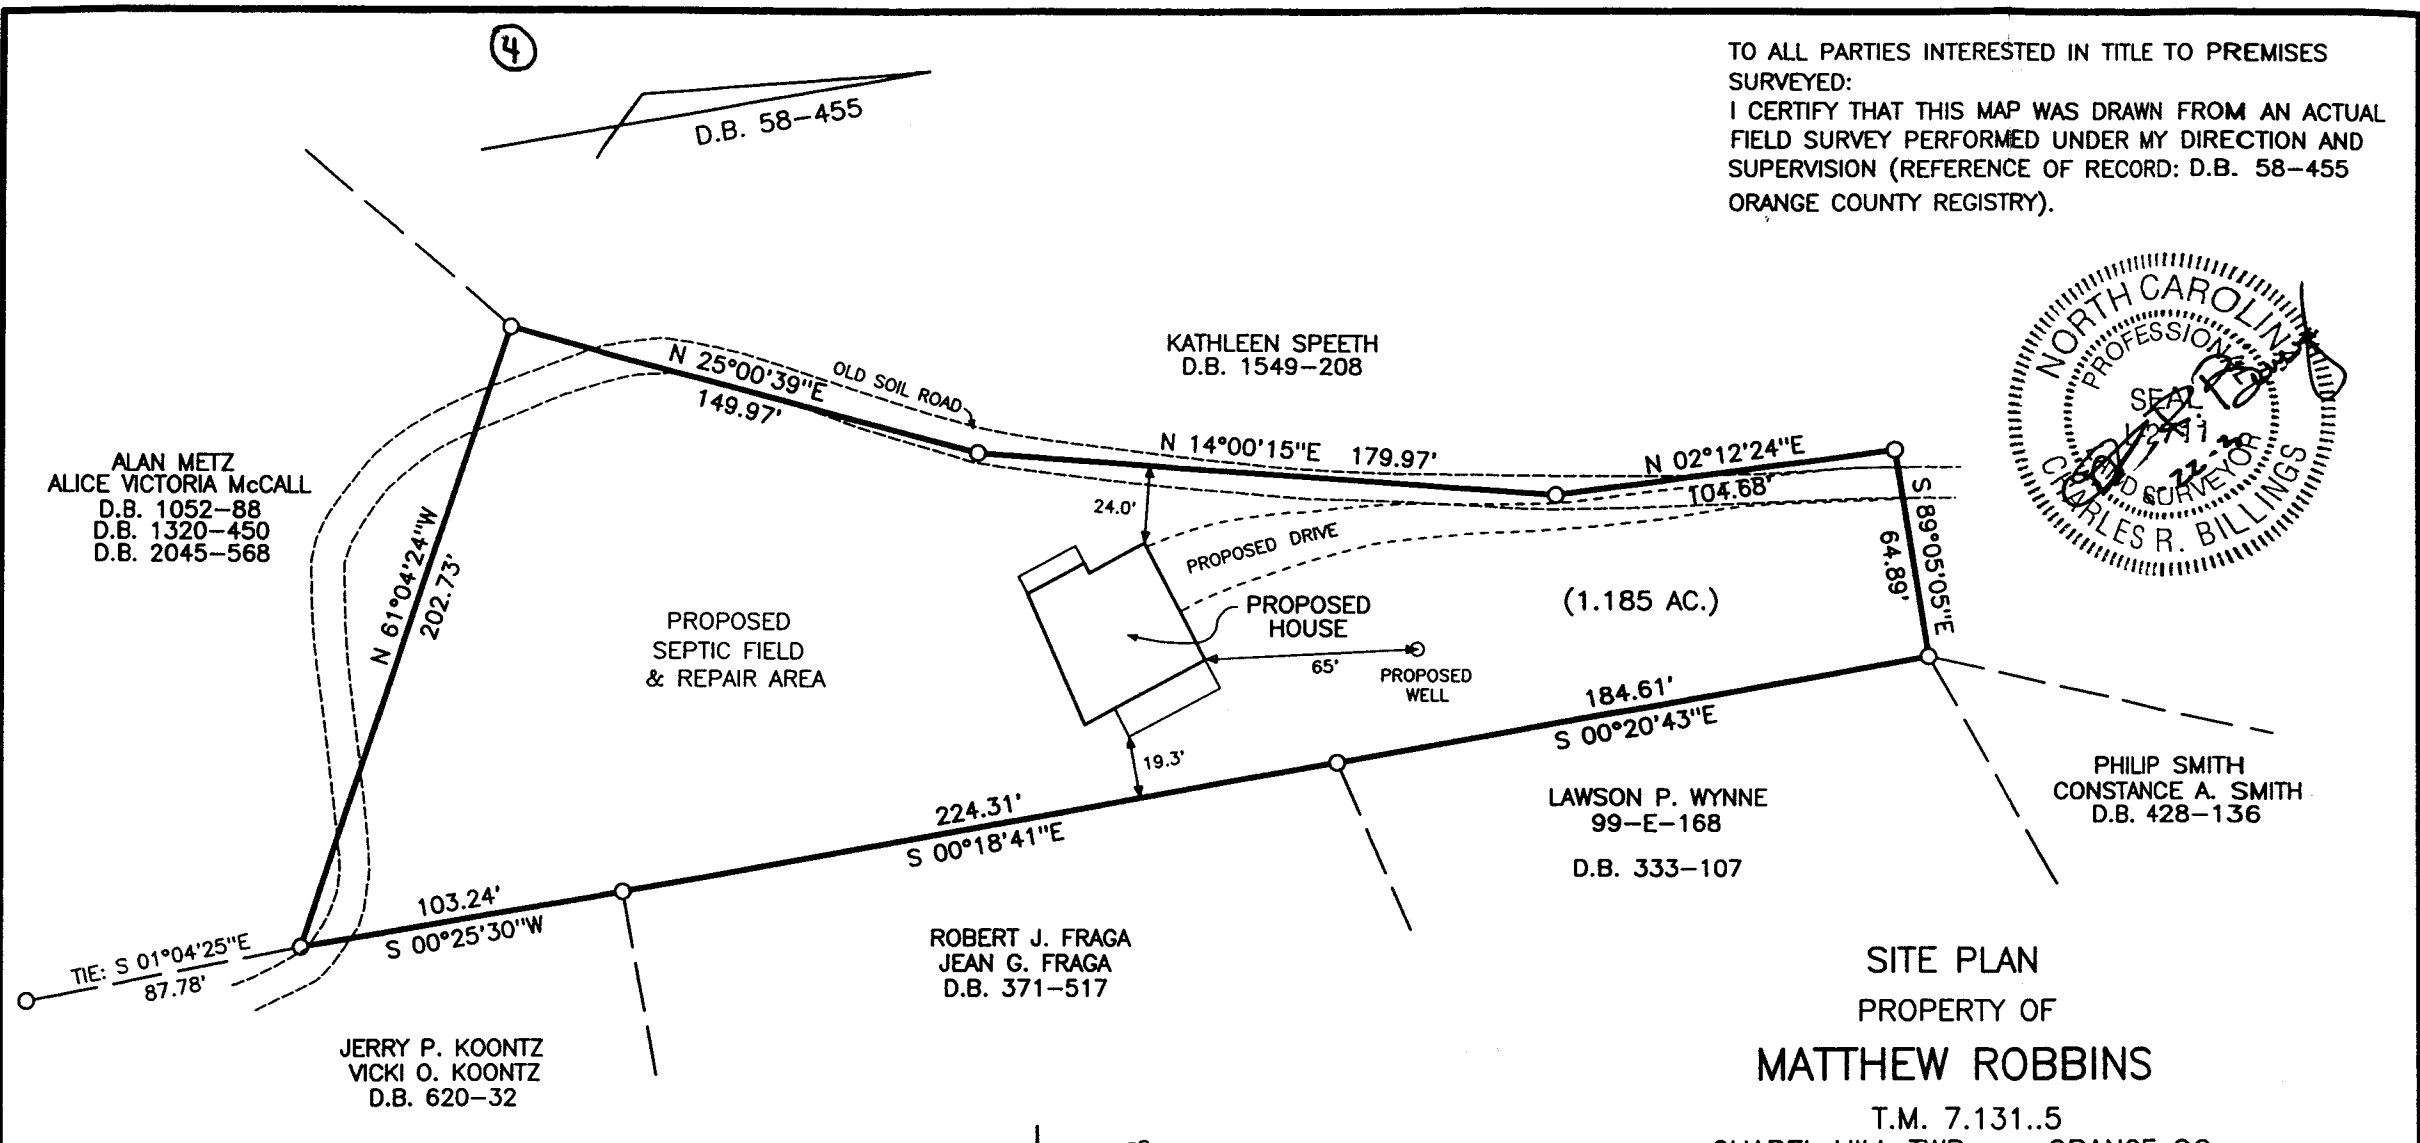 4
D.B. 58-455
TO ALL PARTIES INTERESTED IN TITLE TO PREMISES
SURVEYED:
I CERTIFY THAT THIS MAP WAS DRAWN FROM AN ACTUAL
FIELD SURVEY PERFORMED UNDER MY DIRECTION AND
SUPERVISION (REFERENCE OF RECORD: D.B. 58-455
ORANGE COUNTY REGISTRY).
NORTH CAROLINA
PROFESSIONAL
SEAL
L-2711
LAND SURVEYOR
CHARLES R. BILLINGS
KATHLEEN SPEETH
D.B. 1549-208
N 25°00'39"E
149.97'
OLD SOIL ROAD
N 14°00'15"E 179.97'
N 02°12'24"E
104.68'
S 89°05'05"E
64.89'
ALAN METZ
ALICE VICTORIA McCALL
D.B. 1052-88
D.B. 1320-450
D.B. 2045-568
N 61°04'24"W
202.73'
24.0'
PROPOSED DRIVE
PROPOSED
SEPTIC FIELD
& REPAIR AREA
PROPOSED
HOUSE
(1.185 AC.)
65'
PROPOSED
WELL
19.3'
184.61'
S 00°20'43"E
224.31'
S 00°18'41"E
103.24'
S 00°25'30"W
TIE: S 01°04'25"E
87.78'
LAWSON P. WYNNE
99-E-168
D.B. 333-107
PHILIP SMITH
CONSTANCE A. SMITH
D.B. 428-136
ROBERT J. FRAGA
JEAN G. FRAGA
D.B. 371-517
JERRY P. KOONTZ
VICKI O. KOONTZ
D.B. 620-32
SITE PLAN
PROPERTY OF
MATTHEW ROBBINS
T.M. 7.131..5
CHAPEL HILL TWP. ORANGE CO.